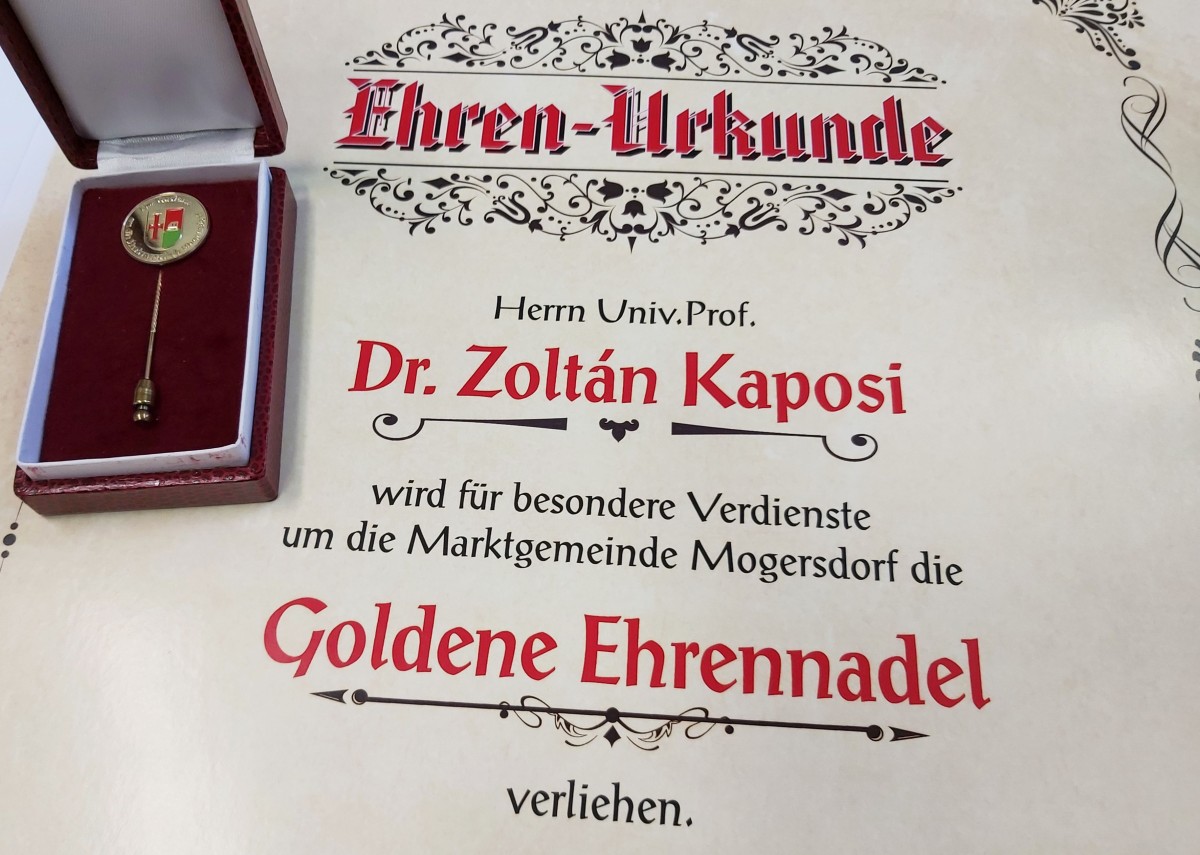 Ehren-Urkunde
Herrn Univ.Prof.
Dr. Zoltán Kaposi
wird für besondere Verdienste
um die Marktgemeinde Mogersdorf die
Goldene Ehrennadel
verliehen.